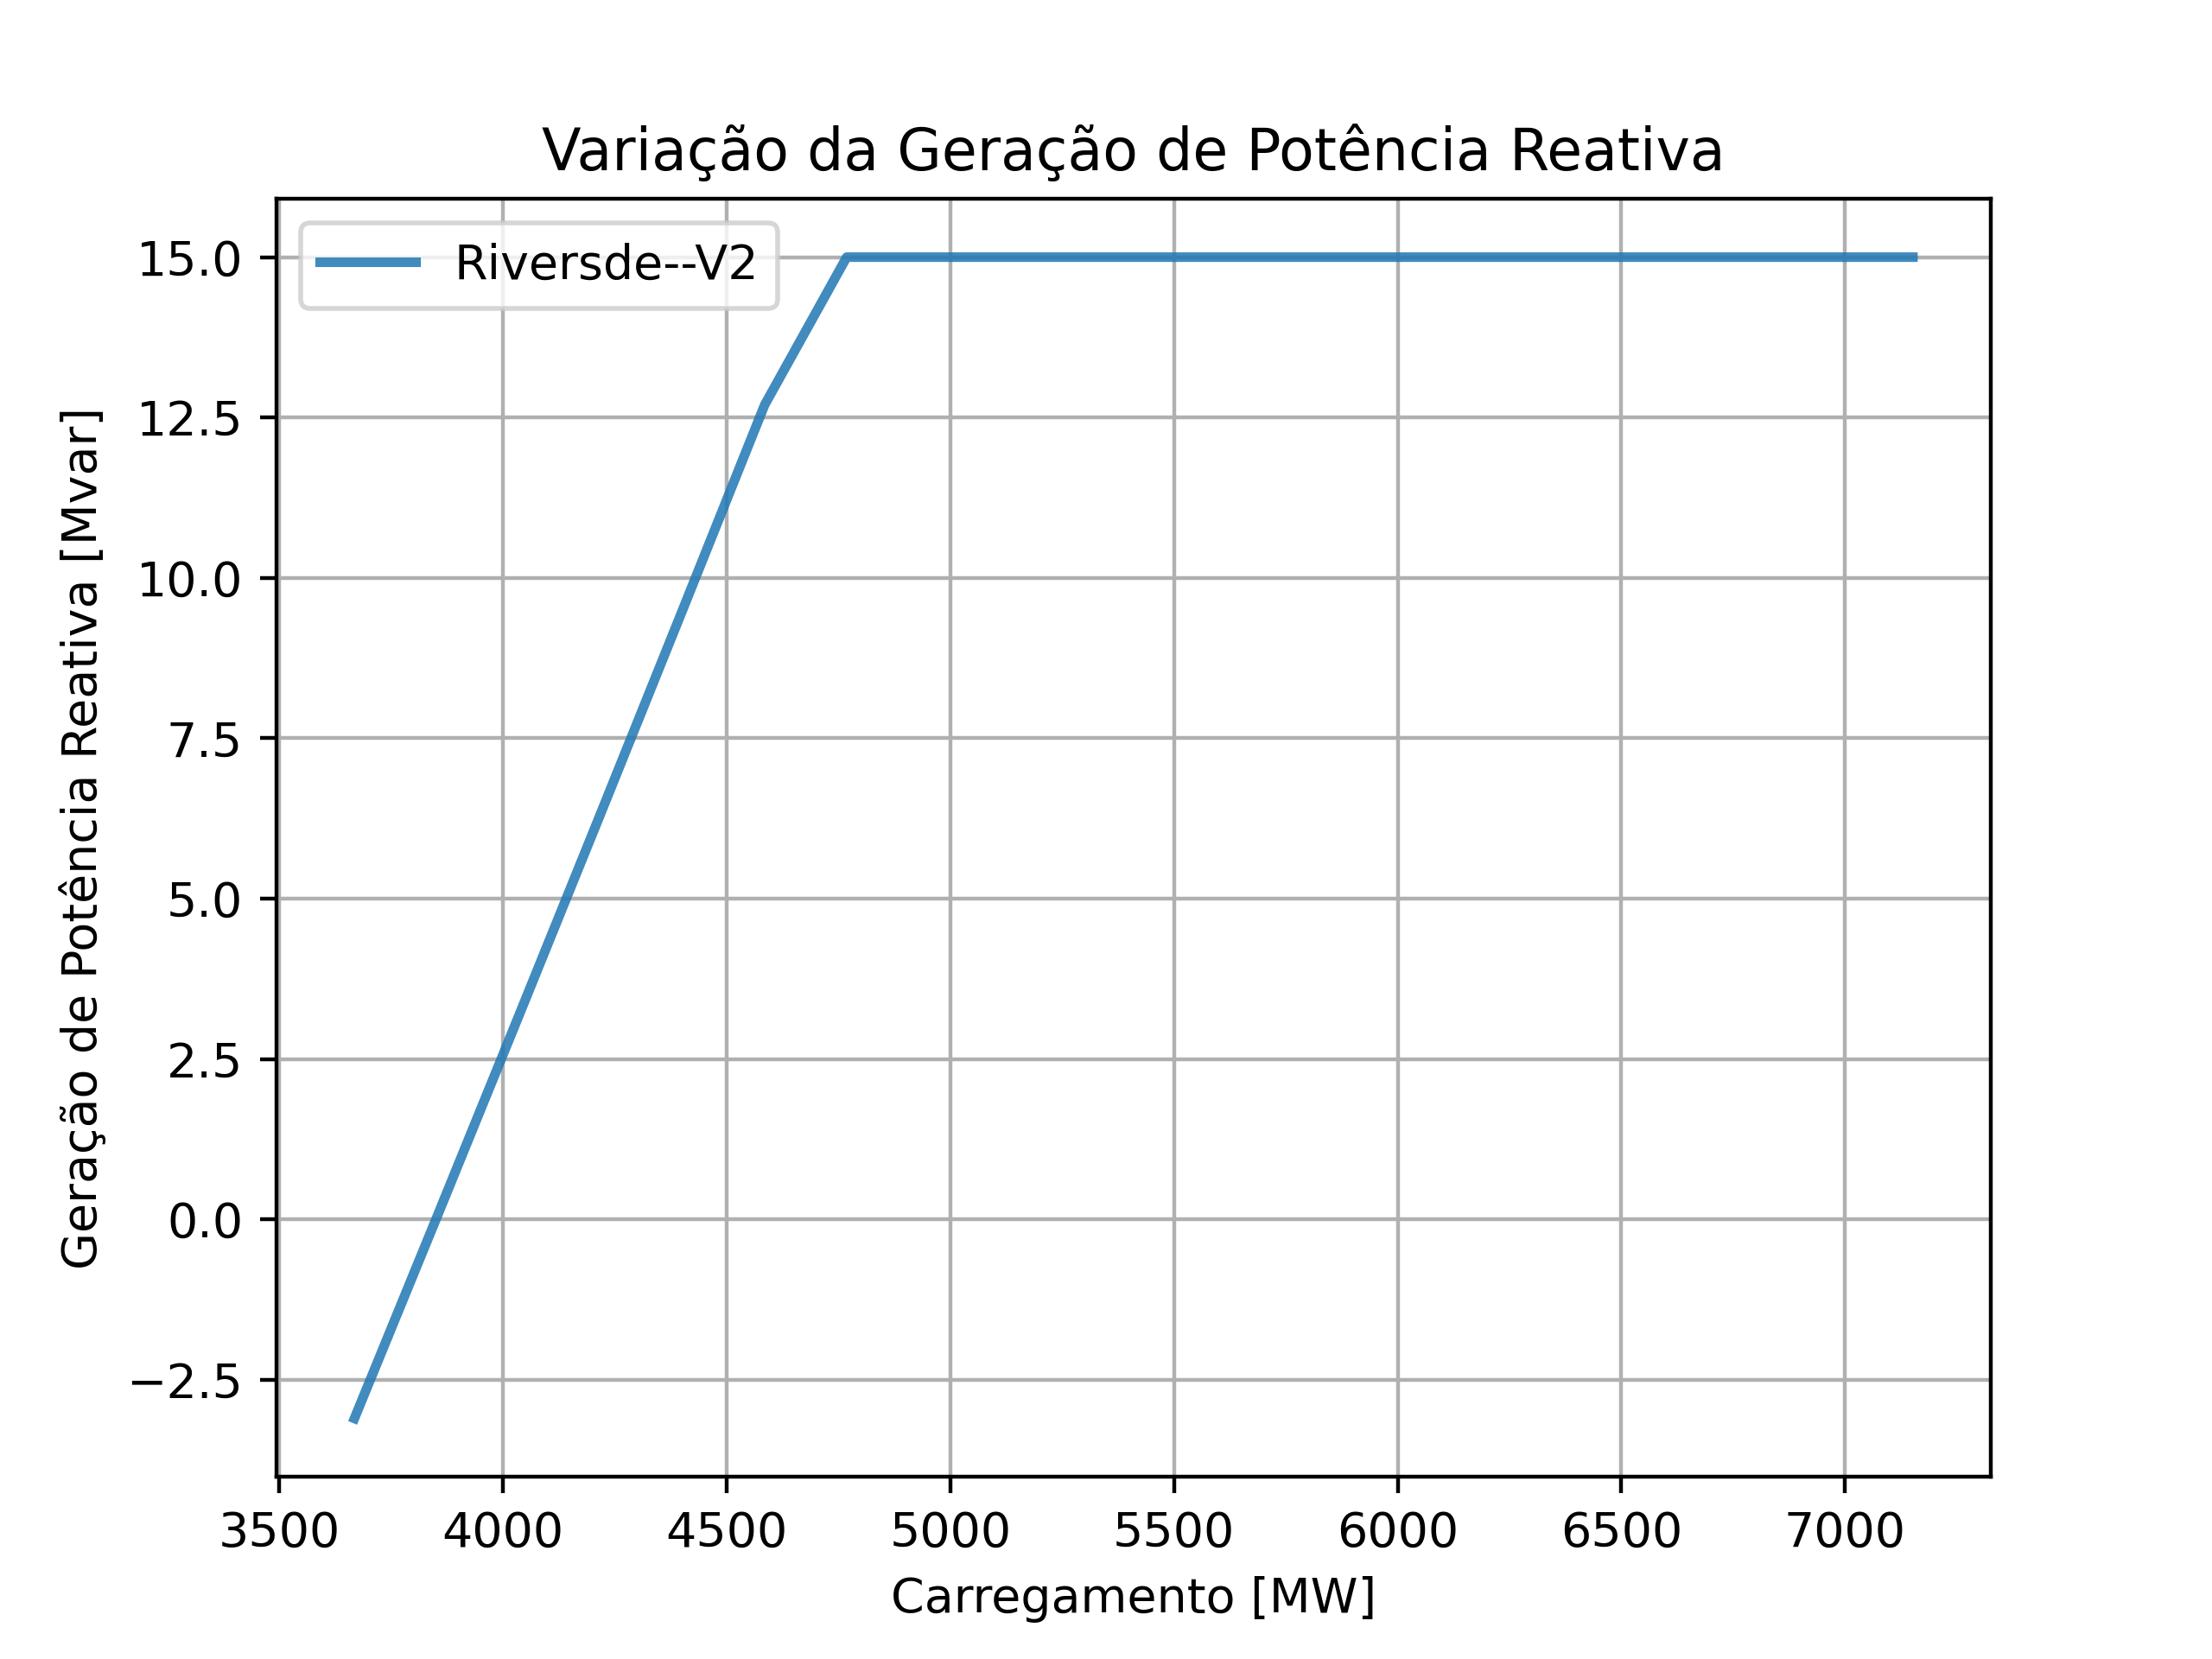 Variação da Geração de Potência Reativa
Riversde--V2
Geração de Potência Reativa [Mvar]
15.0
12.5
10.0
7.5
5.0
2.5
0.0
−2.5
3500 4000 4500 5000 5500 6000 6500 7000
Carregamento [MW]